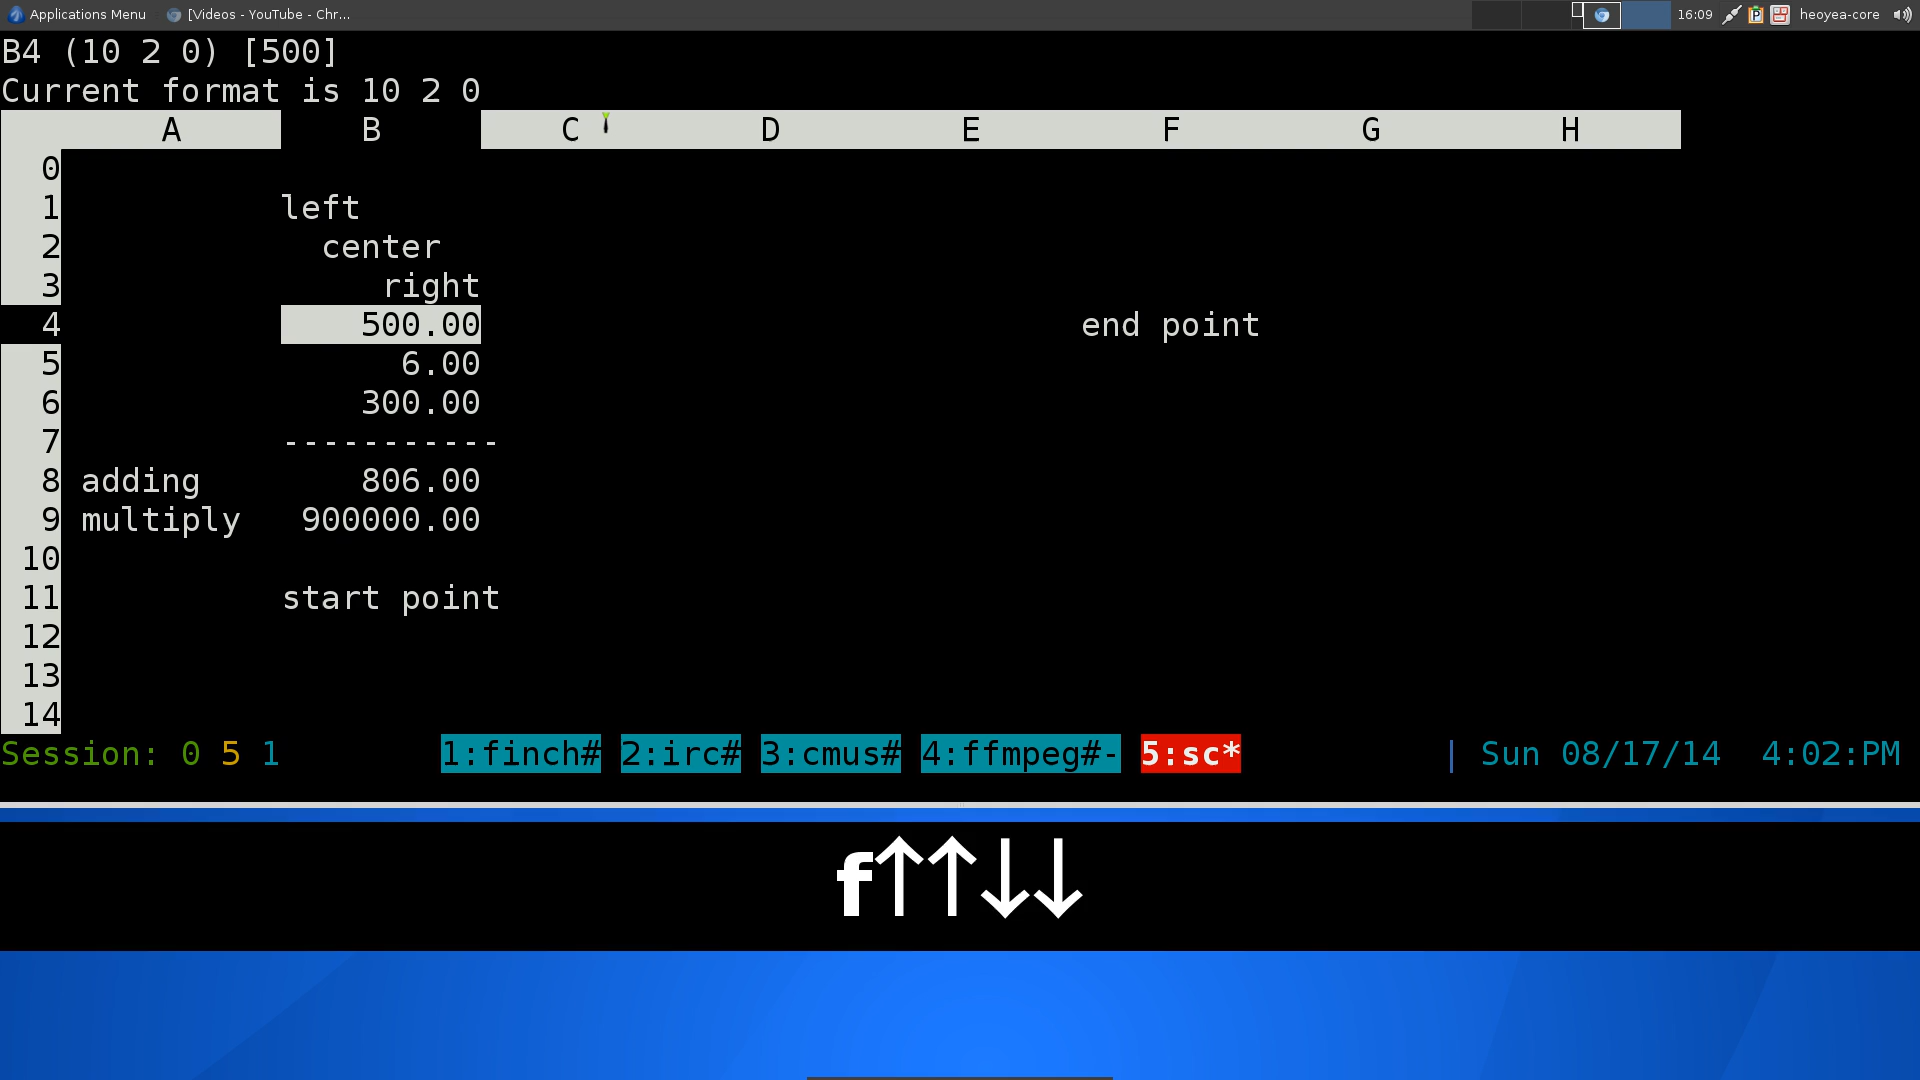 Applications Menu [Videos - YouTube - Chr... 16:09 heoyea-core
B4 (10 2 0) [500]
Current format is 10 2 0
A B C D E F G H
0
1 left
2 center
3 right
4 500.00 end point
5 6.00
6 300.00
7 -----------
8 adding 806.00
9 multiply 900000.00
10
11 start point
12
13
14
Session: 0 5 1 1:finch# 2:irc# 3:cmus# 4:ffmpeg#- 5:sc* | Sun 08/17/14 4:02:PM
f↑↑↓↓